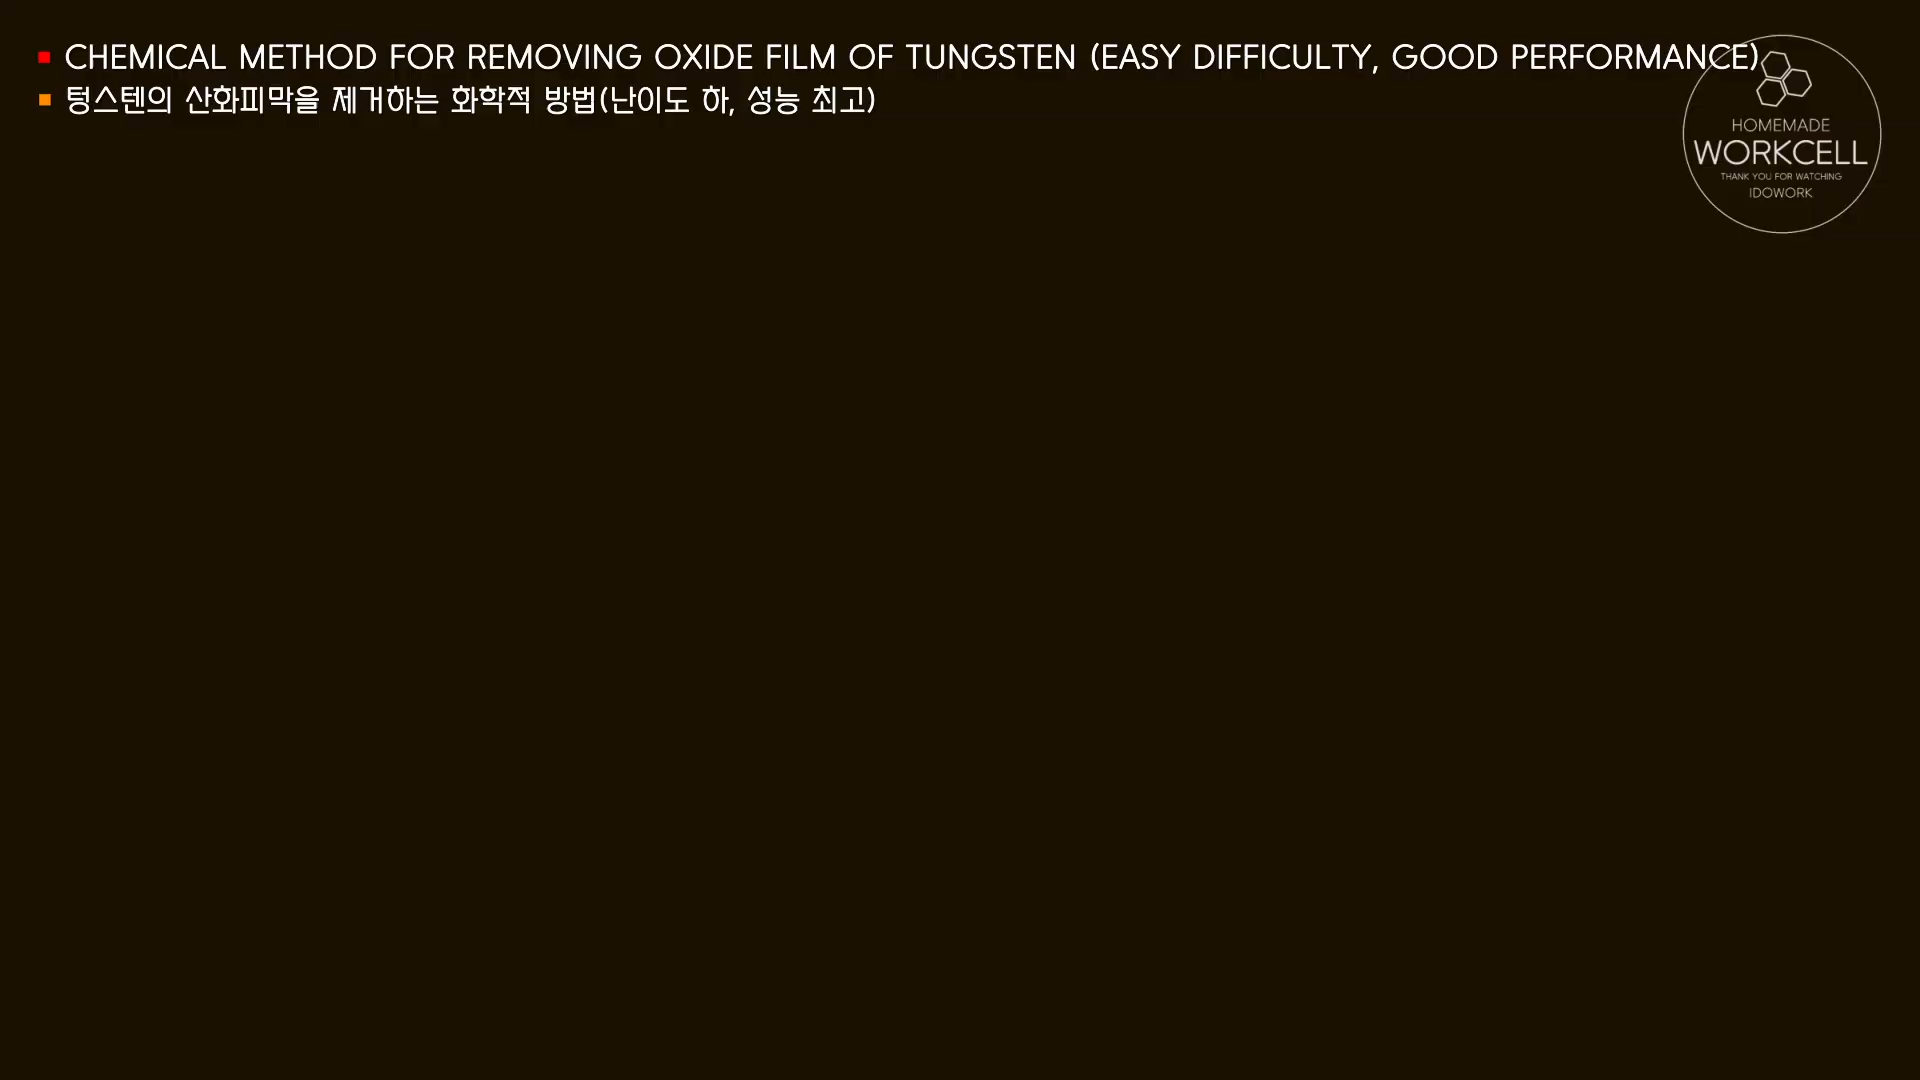 CHEMICAL METHOD FOR REMOVING OXIDE FILM OF TUNGSTEN (EASY DIFFICULTY, GOOD PERFORMANCE)
텅스텐의 산화피막을 제거하는 화학적 방법(난이도 하, 성능 최고)
HOMEMADE
WORKCELL
THANK YOU FOR WATCHING
IDOWORK